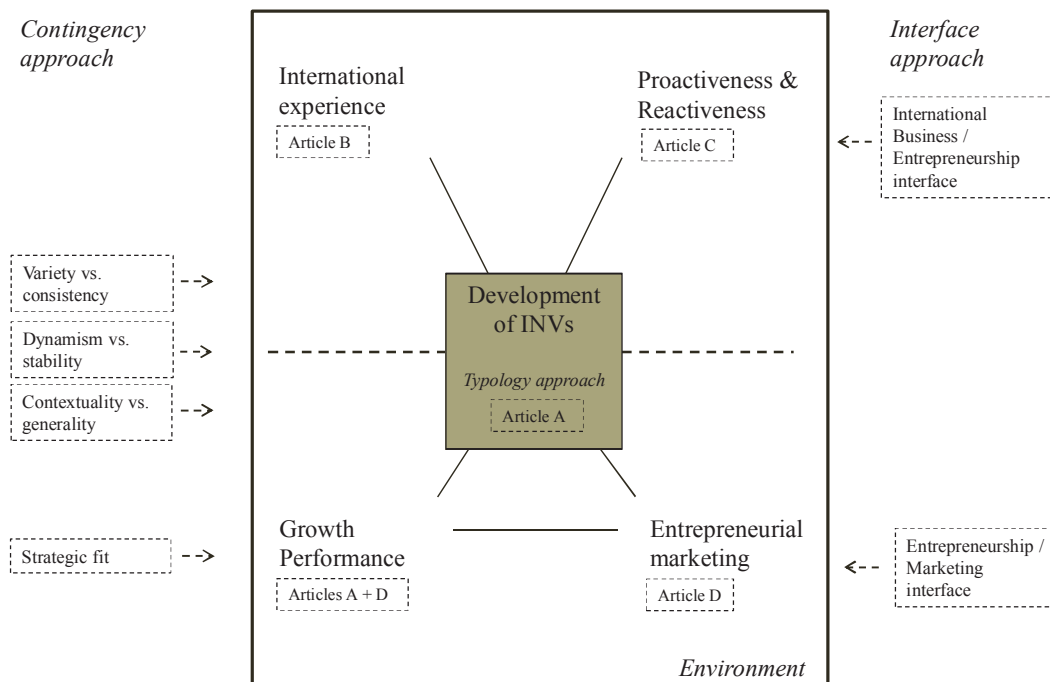 Contingency
approach
Interface
approach
International
experience
Article B
Proactiveness &
Reactiveness
Article C
International
Business /
Entrepreneurship
interface
Variety vs.
consistency
Dynamism vs.
stability
Contextuality vs.
generality
Development
of INVs
Typology approach
Article A
Strategic fit
Growth
Performance
Articles A + D
Entrepreneurial
marketing
Article D
Entrepreneurship /
Marketing
interface
Environment